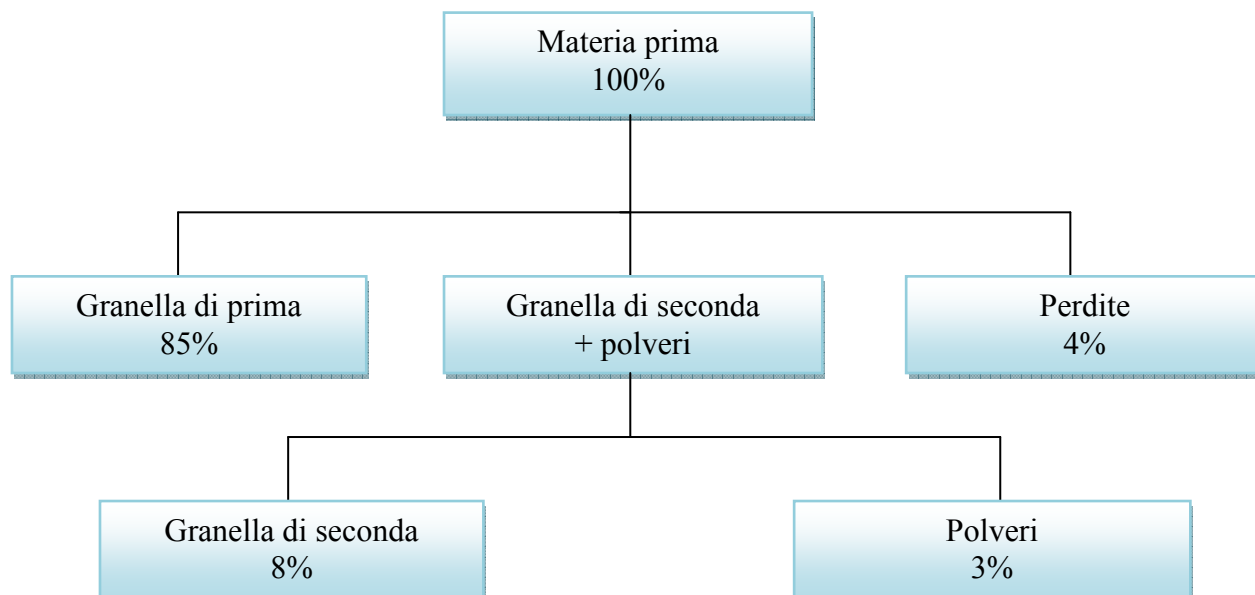 Materia prima
100%
Granella di prima
85%
Granella di seconda
+ polveri
Perdite
4%
Granella di seconda
8%
Polveri
3%